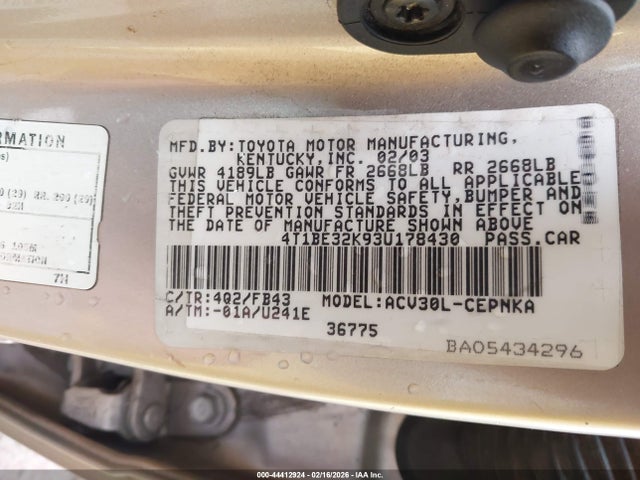 RMATION
MFD.BY:TOYOTA MOTOR MANUFACTURING,
KENTUCKY,INC. 02/03
GVWR 4189LB GAWR FR 2668LB RR 2668LB
THIS VEHICLE CONFORMS TO ALL APPLICABLE
FEDERAL MOTOR VEHICLE SAFETY,BUMPER AND
THEFT PREVENTION STANDARDS IN EFFECT ON
THE DATE OF MANUFACTURE SHOWN ABOVE
4T1BE32K93U178430 PASS.CAR
C/TR:4Q2/FB43 MODEL:ACV30L-CEPNKA
A/TM:-01A/U241E
36775
BA05434296
000-44412924 - 02/16/2026 - IAA Inc.